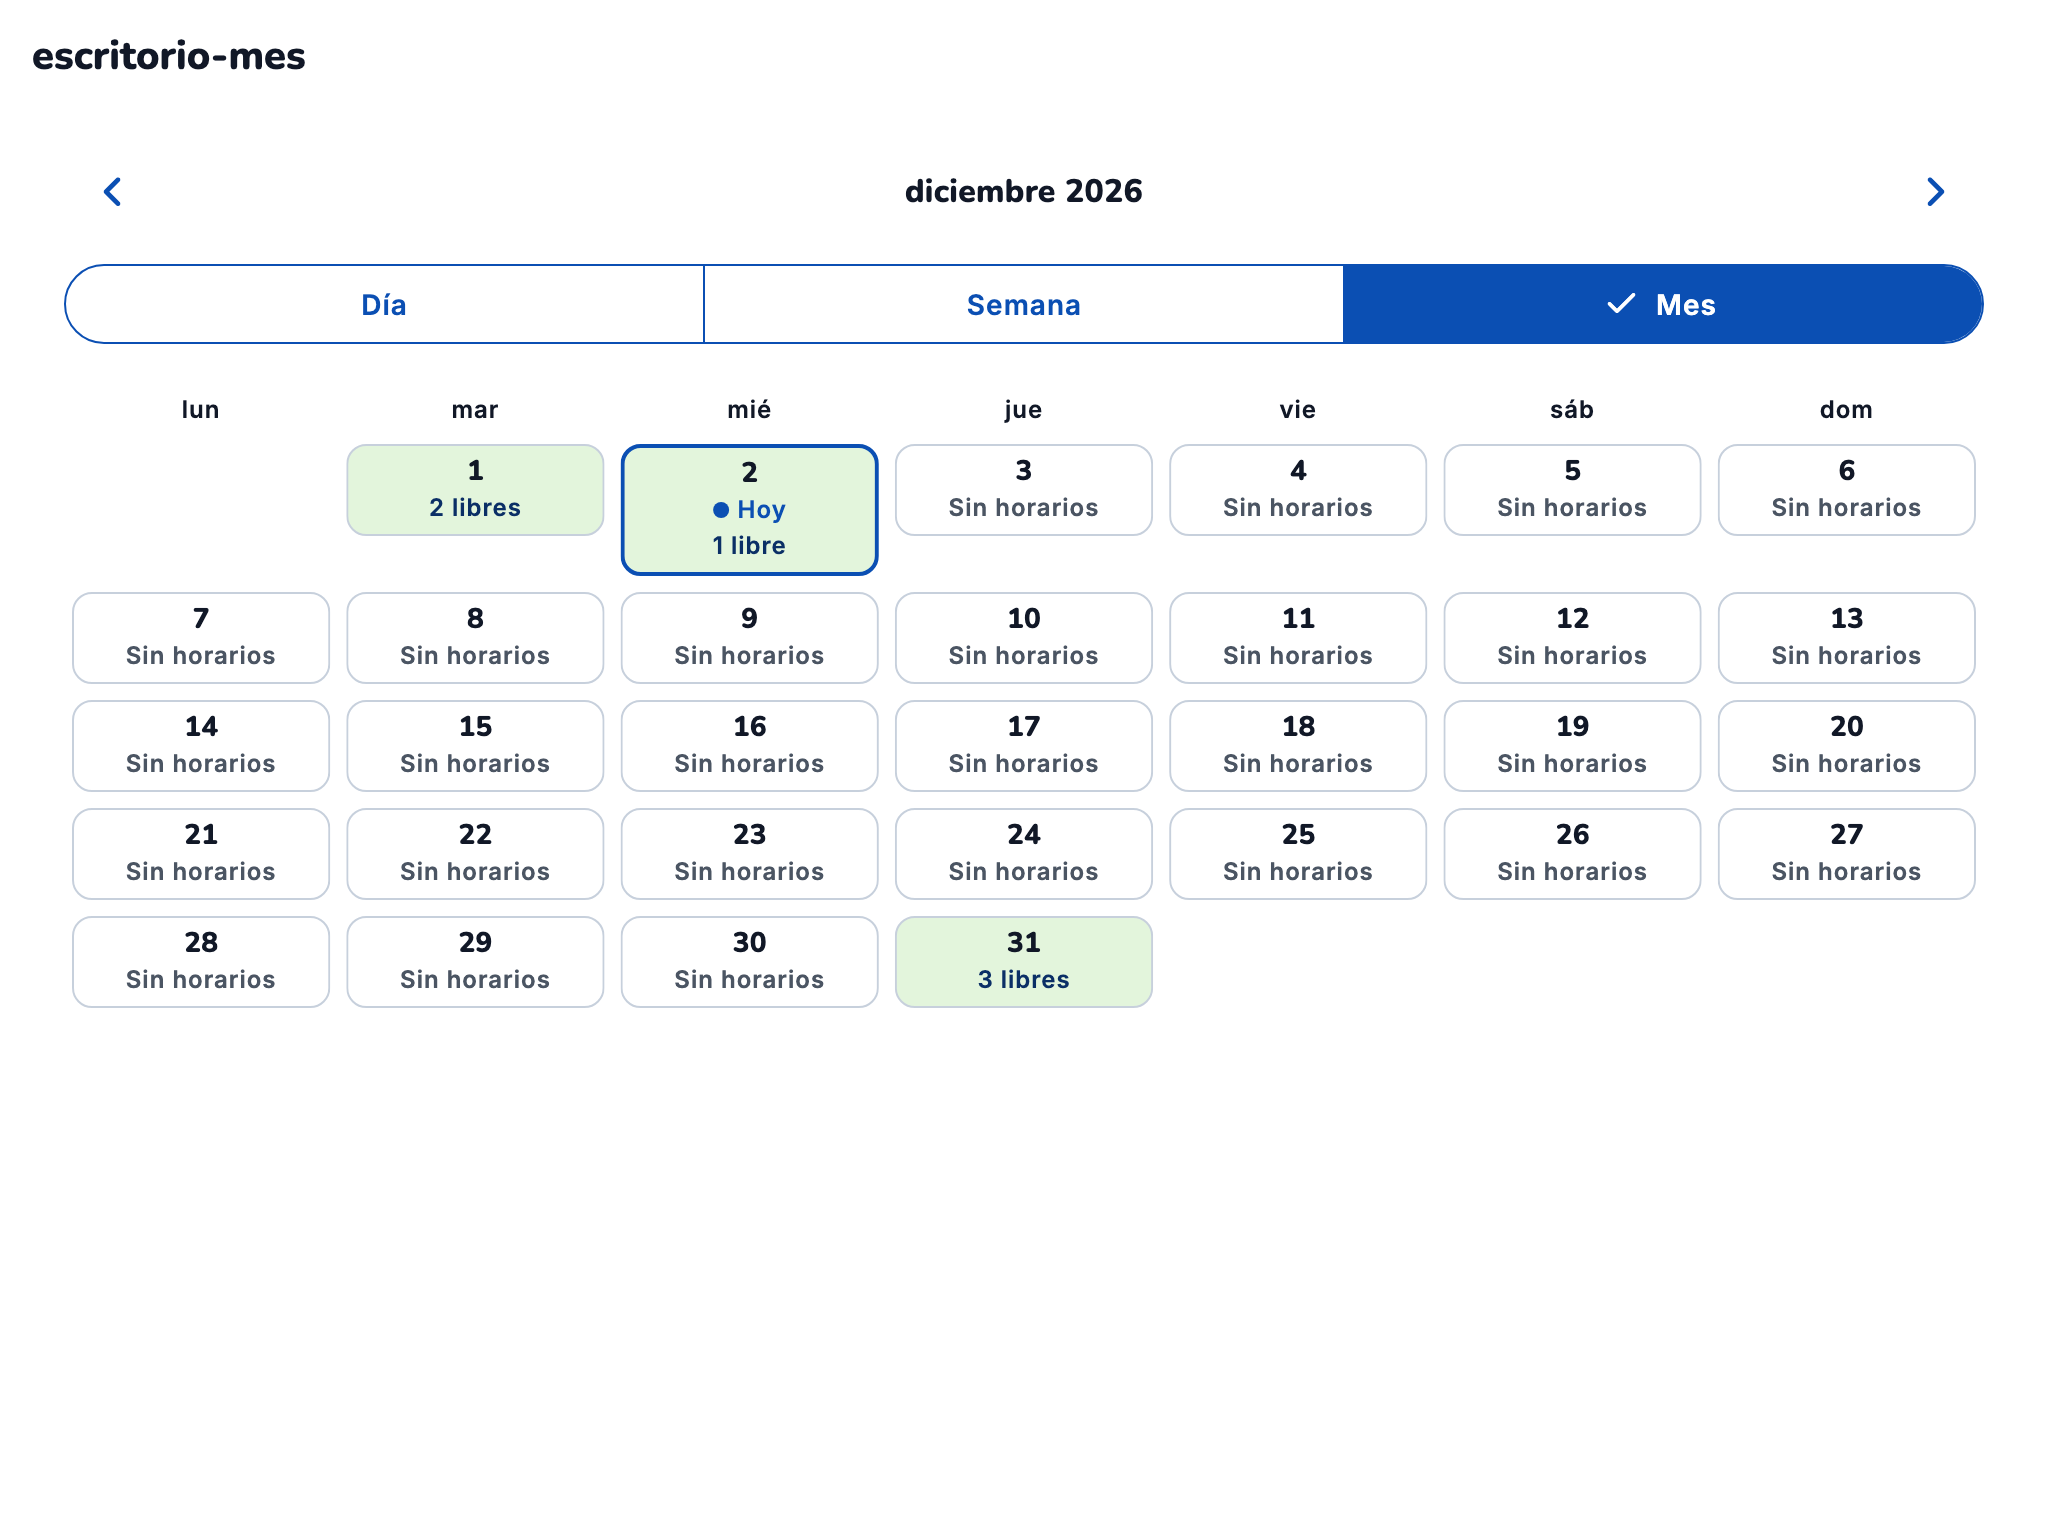 escritorio-mes
diciembre 2026
Día Semana Mes
lun mar mié jue vie sáb dom
1 2 3 4 5 6
2 libres Hoy Sin horarios Sin horarios Sin horarios Sin horarios
1 libre
7 8 9 10 11 12 13
Sin horarios Sin horarios Sin horarios Sin horarios Sin horarios Sin horarios Sin horarios
14 15 16 17 18 19 20
Sin horarios Sin horarios Sin horarios Sin horarios Sin horarios Sin horarios Sin horarios
21 22 23 24 25 26 27
Sin horarios Sin horarios Sin horarios Sin horarios Sin horarios Sin horarios Sin horarios
28 29 30 31
Sin horarios Sin horarios Sin horarios 3 libres